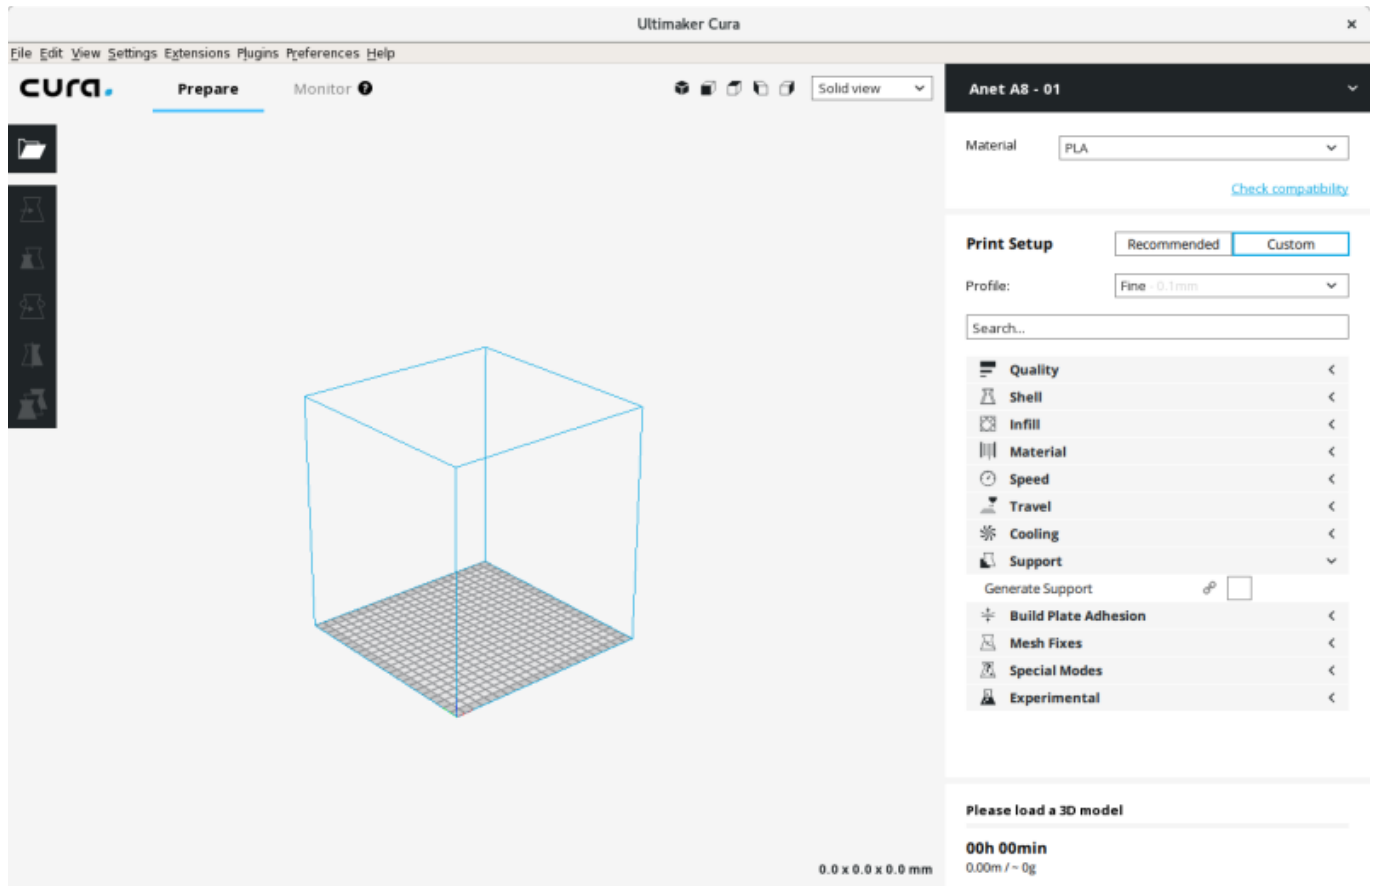 Ultimaker Cura
File Edit View Settings Extensions Plugins Preferences Help
cura.
Prepare
Monitor
Solid view
Anet A8 - 01
Material PLA
Check compatibility
Print Setup Recommended Custom
Profile: Fine - 0.1mm
Search...
Quality
Shell
Infill
Material
Speed
Travel
Cooling
Support
Generate Support
Build Plate Adhesion
Mesh Fixes
Special Modes
Experimental
Please load a 3D model
00h 00min
0.00m / ~ 0g
0.0 x 0.0 x 0.0 mm